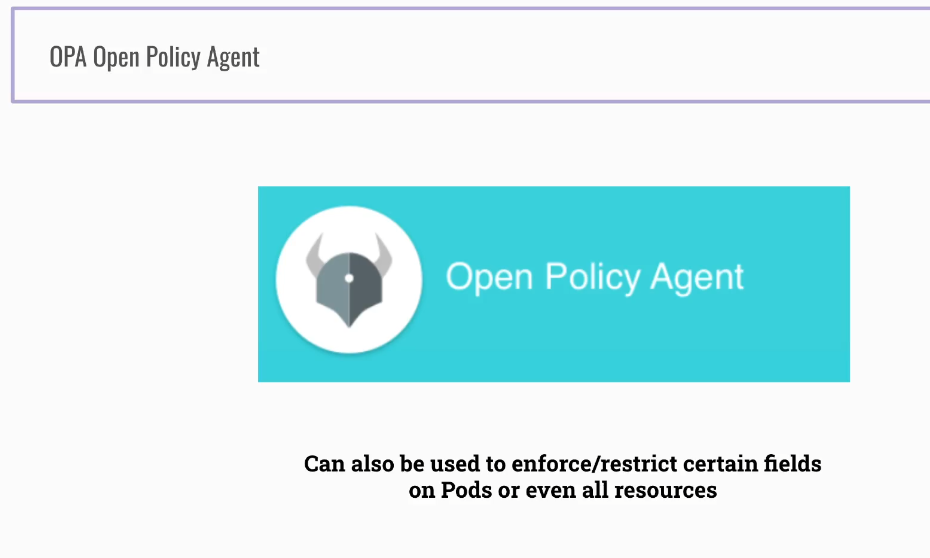 OPA Open Policy Agent
Open Policy Agent
Can also be used to enforce/restrict certain fields
on Pods or even all resources